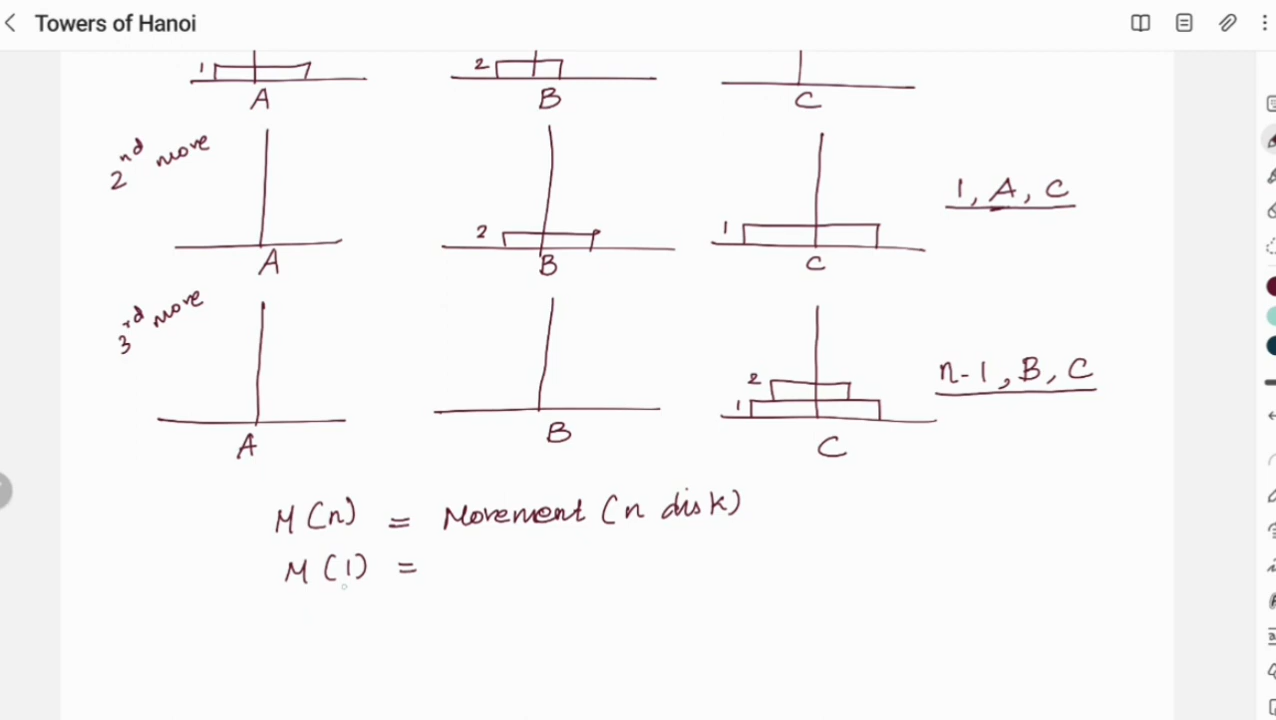 Towers of Hanoi
1 2
A B C
2nd move
2 1 1, A, C
A B C
3rd move
2 n-1, B, C
1
A B C
M(n) = Movement (n disk)
M(1) =